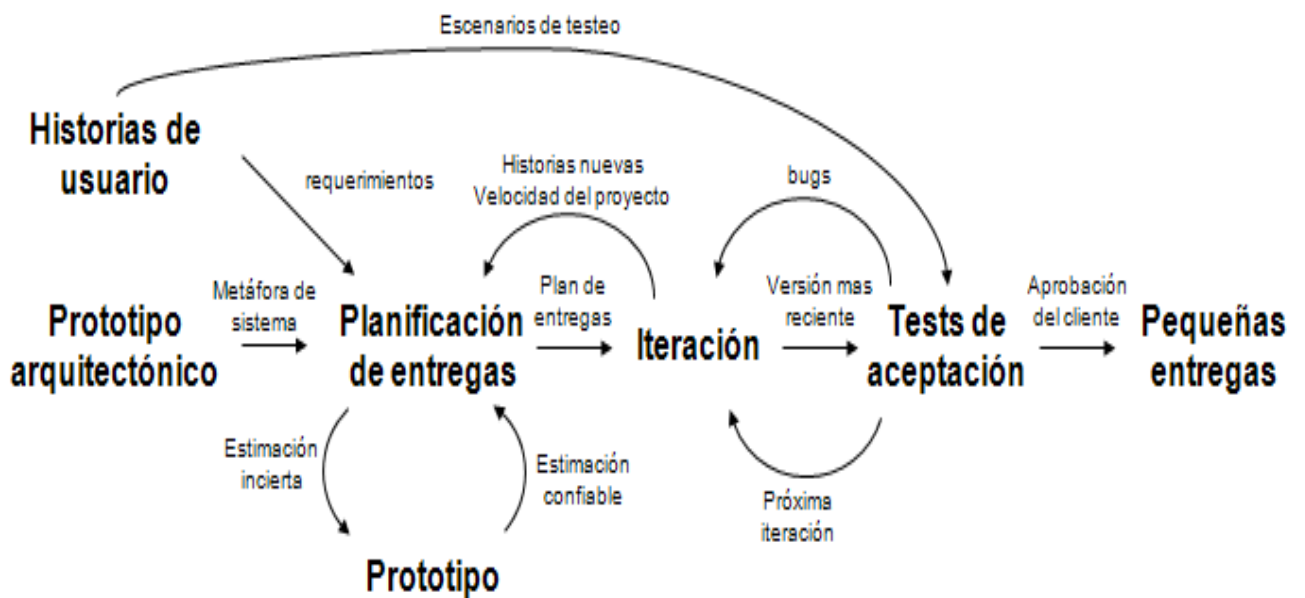 Escenarios de testeo
Historias de
usuario
requerimientos
Historias nuevas
Velocidad del proyecto
bugs
Prototipo
arquitectónico
Metáfora de
sistema
Planificación
de entregas
Plan de
entregas
Iteración
Versión mas
reciente
Tests de
aceptación
Aprobación
del cliente
Pequeñas
entregas
Estimación
incierta
Estimación
confiable
Próxima
iteración
Prototipo